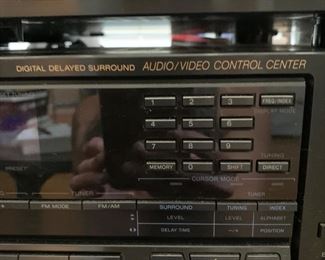 DIGITAL DELAYED SURROUND AUDIO/VIDEO CONTROL CENTER
1 2 3 FREQ/INDEX
DISPLAY MODE
4 5 6
7 8 9 TUNING
MEMORY 0 SHIFT DIRECT
PRESET
CURSOR MODE
TUNER TUNER
FM MODE FM/AM SURROUND TUNING INDEX
LEVEL LEVEL ALPHABET
DELAY TIME -/+ POSITION